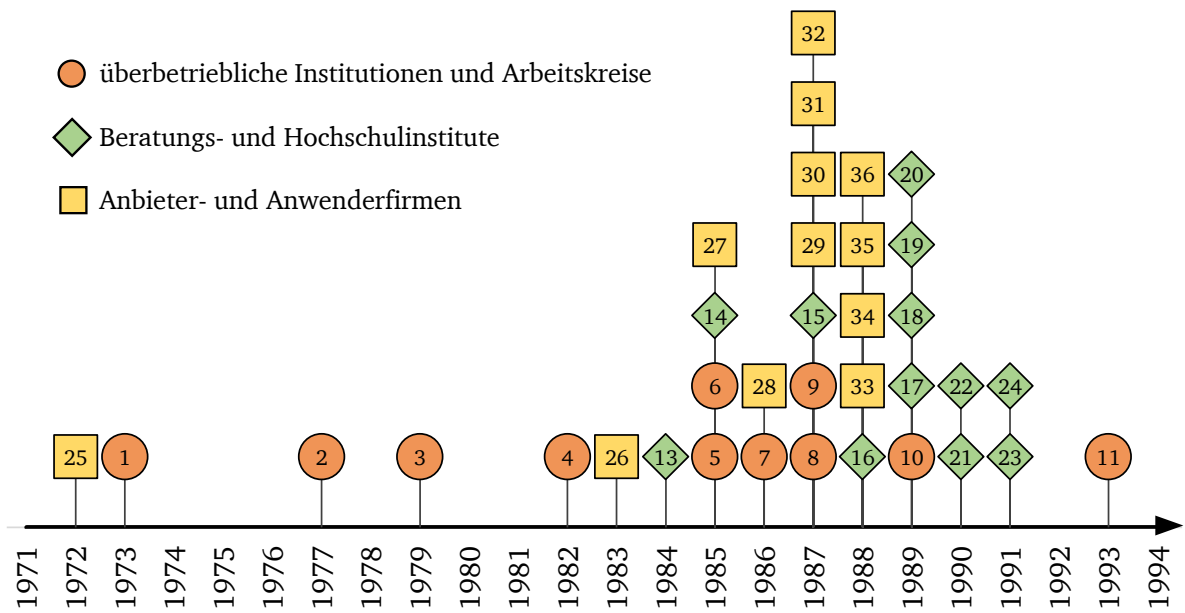 32
überbetriebliche Institutionen und Arbeitskreise
31
Beratungs- und Hochschulinstitute
30 36 20
Anbieter- und Anwenderfirmen
27 29 35 19
14 15 34 18
6 28 9 33 17 22 24
25 1 2 3 4 26 13 5 7 8 16 10 21 23 11
1971 1972 1973 1974 1975 1976 1977 1978 1979 1980 1981 1982 1983 1984 1985 1986 1987 1988 1989 1990 1991 1992 1993 1994